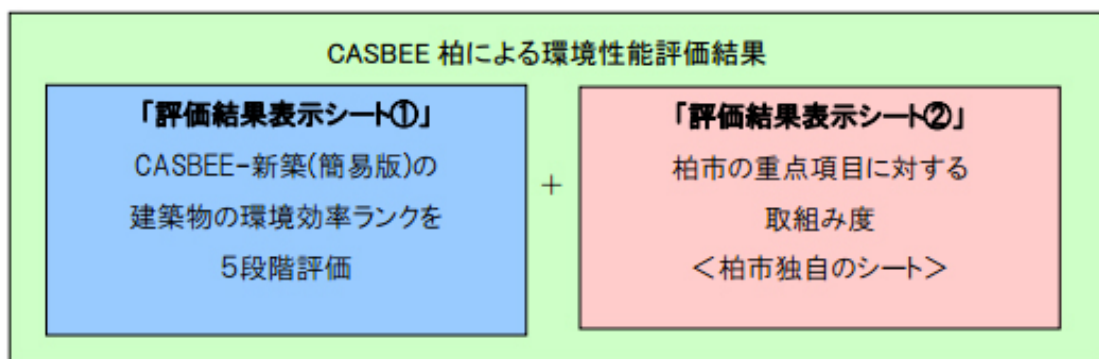 CASBEE 柏による環境性能評価結果
「評価結果表示シート①」
CASBEE-新築(簡易版)の
建築物の環境効率ランクを
5段階評価
+
「評価結果表示シート②」
柏市の重点項目に対する
取組み度
<柏市独自のシート>